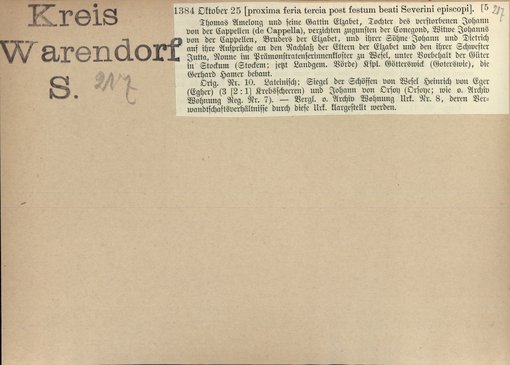 Kreis
Warendorf
S. 217
1384 Oktober 25 [proxima feria tercia post festum beati Severini episcopi]. [5
217
Thomas Amelong und seine Gattin Elzabet, Tochter des verstorbenen Johann
von der Cappellen (de Cappella), verzichten zugunsten der Conegond, Witwe Johanns
von der Cappellen, Bruders der Elzabet, und ihrer Söhne Johann und Dietrich
auf ihre Ansprüche an den Nachlaß der Eltern der Elzabet und den ihrer Schwester
Jutta, Nonne im Prämonstratenserinnenkloster zu Wesel, unter Vorbehalt der Güter
in Stockum (Stockem; jetzt Landgem. Vörde) Kspl. Götterswick (Goterswic), die
Gerhard Hamer bebaut.
Orig. Nr. 10. Lateinisch; Siegel der Schöffen von Wesel Heinrich von Eger
(Egher) (3 [2 : 1] Krebsscheeren) und Johann von Orsoy (Orsoye; wie o. Archiv
Wohnung Reg. Nr. 7). — Vergl. o. Archiv Wohnung Urk. Nr. 8, deren Ver-
wandtschaftsverhältnisse durch diese Urk. klargestellt werden.